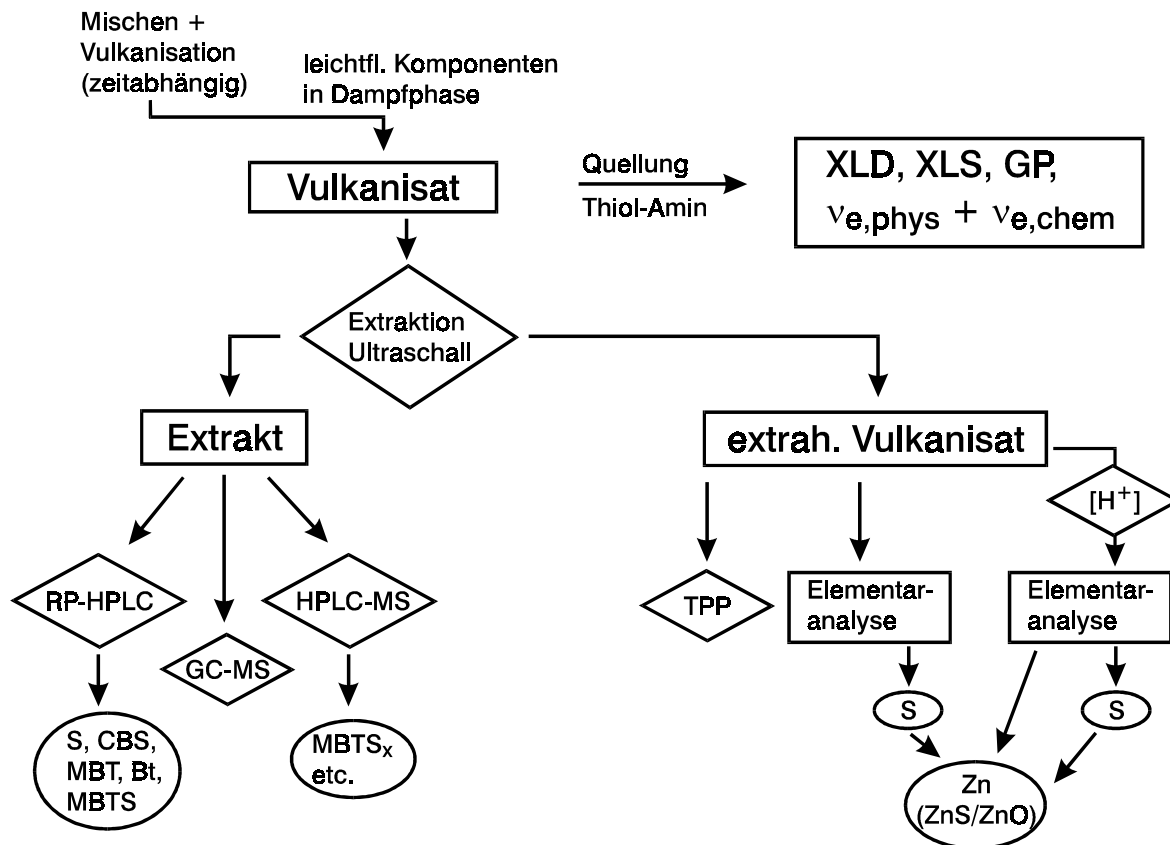 Mischen +
Vulkanisation
(zeitabhängig)
leichtfl. Komponenten
in Dampfphase
Vulkanisat
Quellung
Thiol-Amin
XLD, XLS, GP,
νe,phys + νe,chem
Extraktion
Ultraschall
Extrakt
extrah. Vulkanisat
[H⁺]
RP-HPLC
GC-MS
HPLC-MS
TPP
Elementar-
analyse
Elementar-
analyse
S, CBS,
MBT, Bt,
MBTS
MBTSₓ
etc.
S
S
Zn
(ZnS/ZnO)